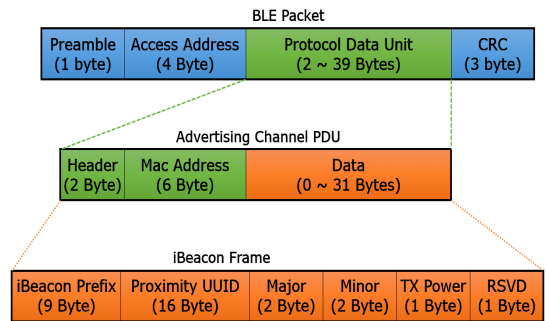 BLE Packet
Preamble Access Address Protocol Data Unit CRC
(1 byte) (4 Byte) (2 ~ 39 Bytes) (3 byte)
Advertising Channel PDU
Header Mac Address Data
(2 Byte) (6 Byte) (0 ~ 31 Bytes)
iBeacon Frame
iBeacon Prefix Proximity UUID Major Minor TX Power RSVD
(9 Byte) (16 Byte) (2 Byte) (2 Byte) (1 Byte) (1 Byte)